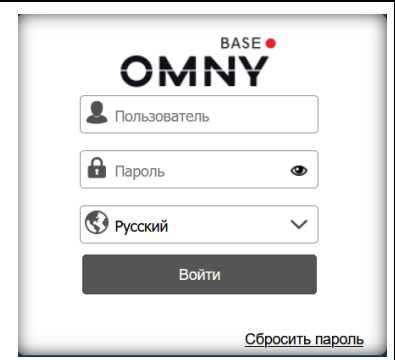 BASE
OMNY
Пользователь
Пароль
Русский
Войти
Сбросить пароль